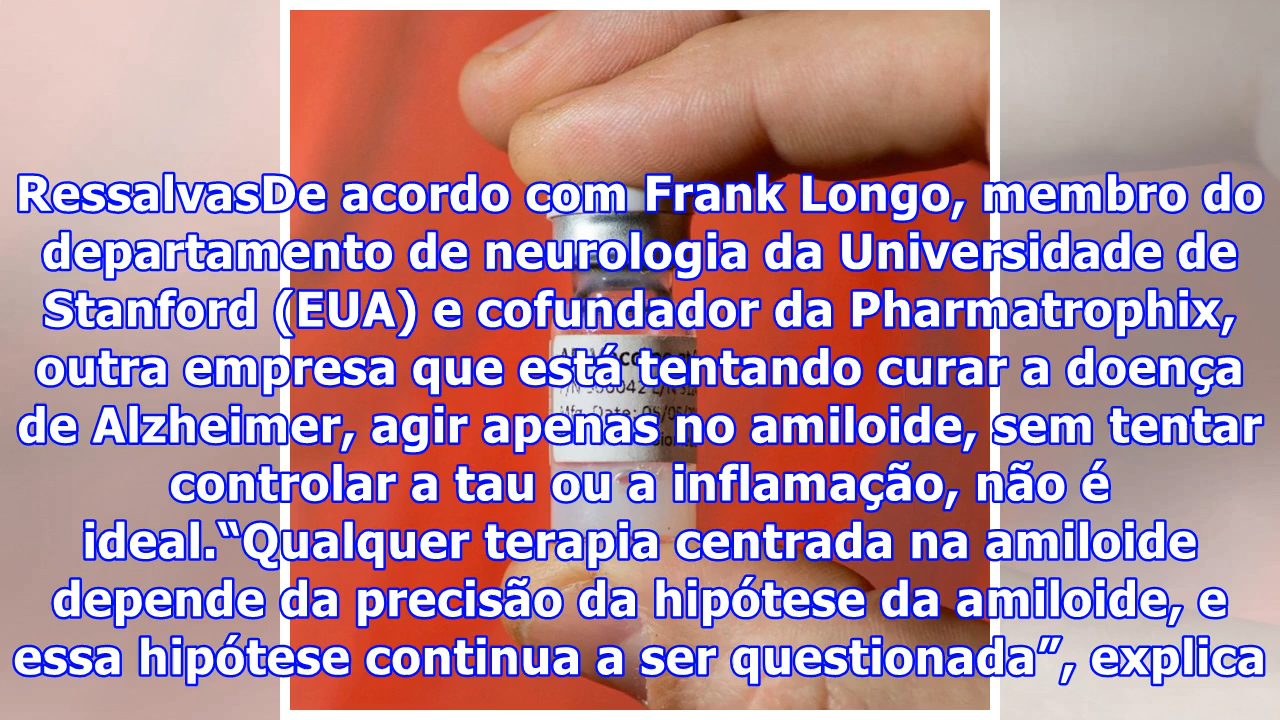 RessalvasDe acordo com Frank Longo, membro do
departamento de neurologia da Universidade de
Stanford (EUA) e cofundador da Pharmatrophix,
outra empresa que está tentando curar a doença
de Alzheimer, agir apenas no amiloide, sem tentar
controlar a tau ou a inflamação, não é
ideal.“Qualquer terapia centrada na amiloide
depende da precisão da hipótese da amiloide, e
essa hipótese continua a ser questionada”, explica